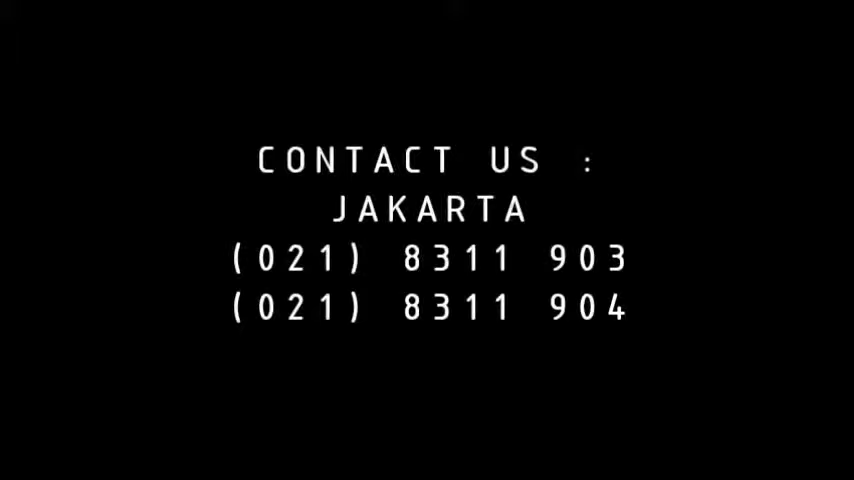 CONTACT US :
JAKARTA
(021) 8311 903
(021) 8311 904